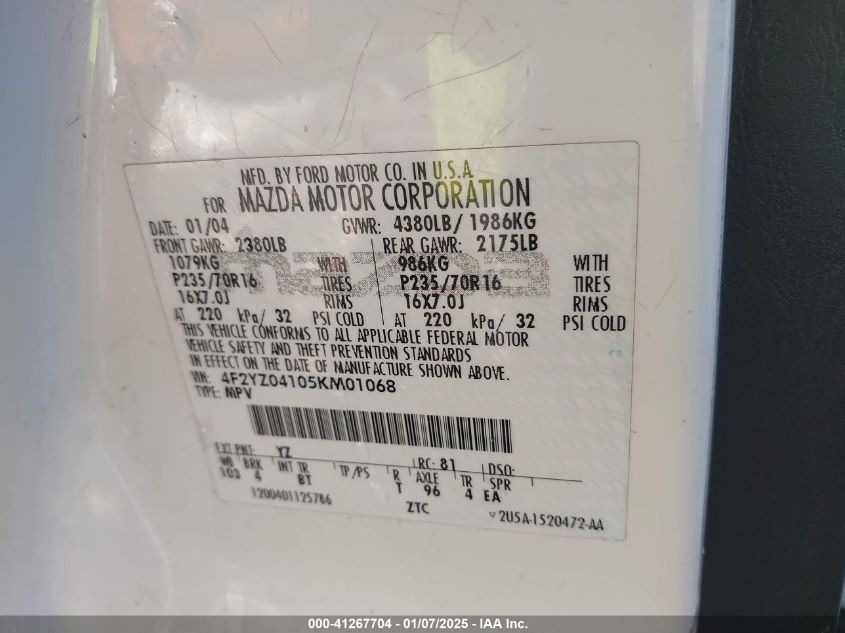 MFD. BY FORD MOTOR CO. IN U.S.A
FOR MAZDA MOTOR CORPORATION
DATE: 01/04 GVWR: 4380LB/ 1986KG
FRONT GAWR: 2380LB REAR GAWR: 2175LB
1079KG WITH 986KG WITH
P235/70R16 TIRES P235/70R16 TIRES
16X7.0J RIMS 16X7.0J RIMS
AT 220 kPa/ 32 PSI COLD AT 220 kPa/ 32 PSI COLD
THIS VEHICLE CONFORMS TO ALL APPLICABLE FEDERAL MOTOR
VEHICLE SAFETY AND THEFT PREVENTION STANDARDS
IN EFFECT ON THE DATE OF MANUFACTURE SHOWN ABOVE.
VIN: 4F2YZ04105KM01068
TYPE: MPV
EXT PNT: YZ RC: 81 DSO:
WB BRK INT TR TP/PS R AXLE TR SPR
103 4 BT T 96 4 EA
1200401125786 ZTC 2U5A-1520472-AA
000-41267704 - 01/07/2025 - IAA Inc.